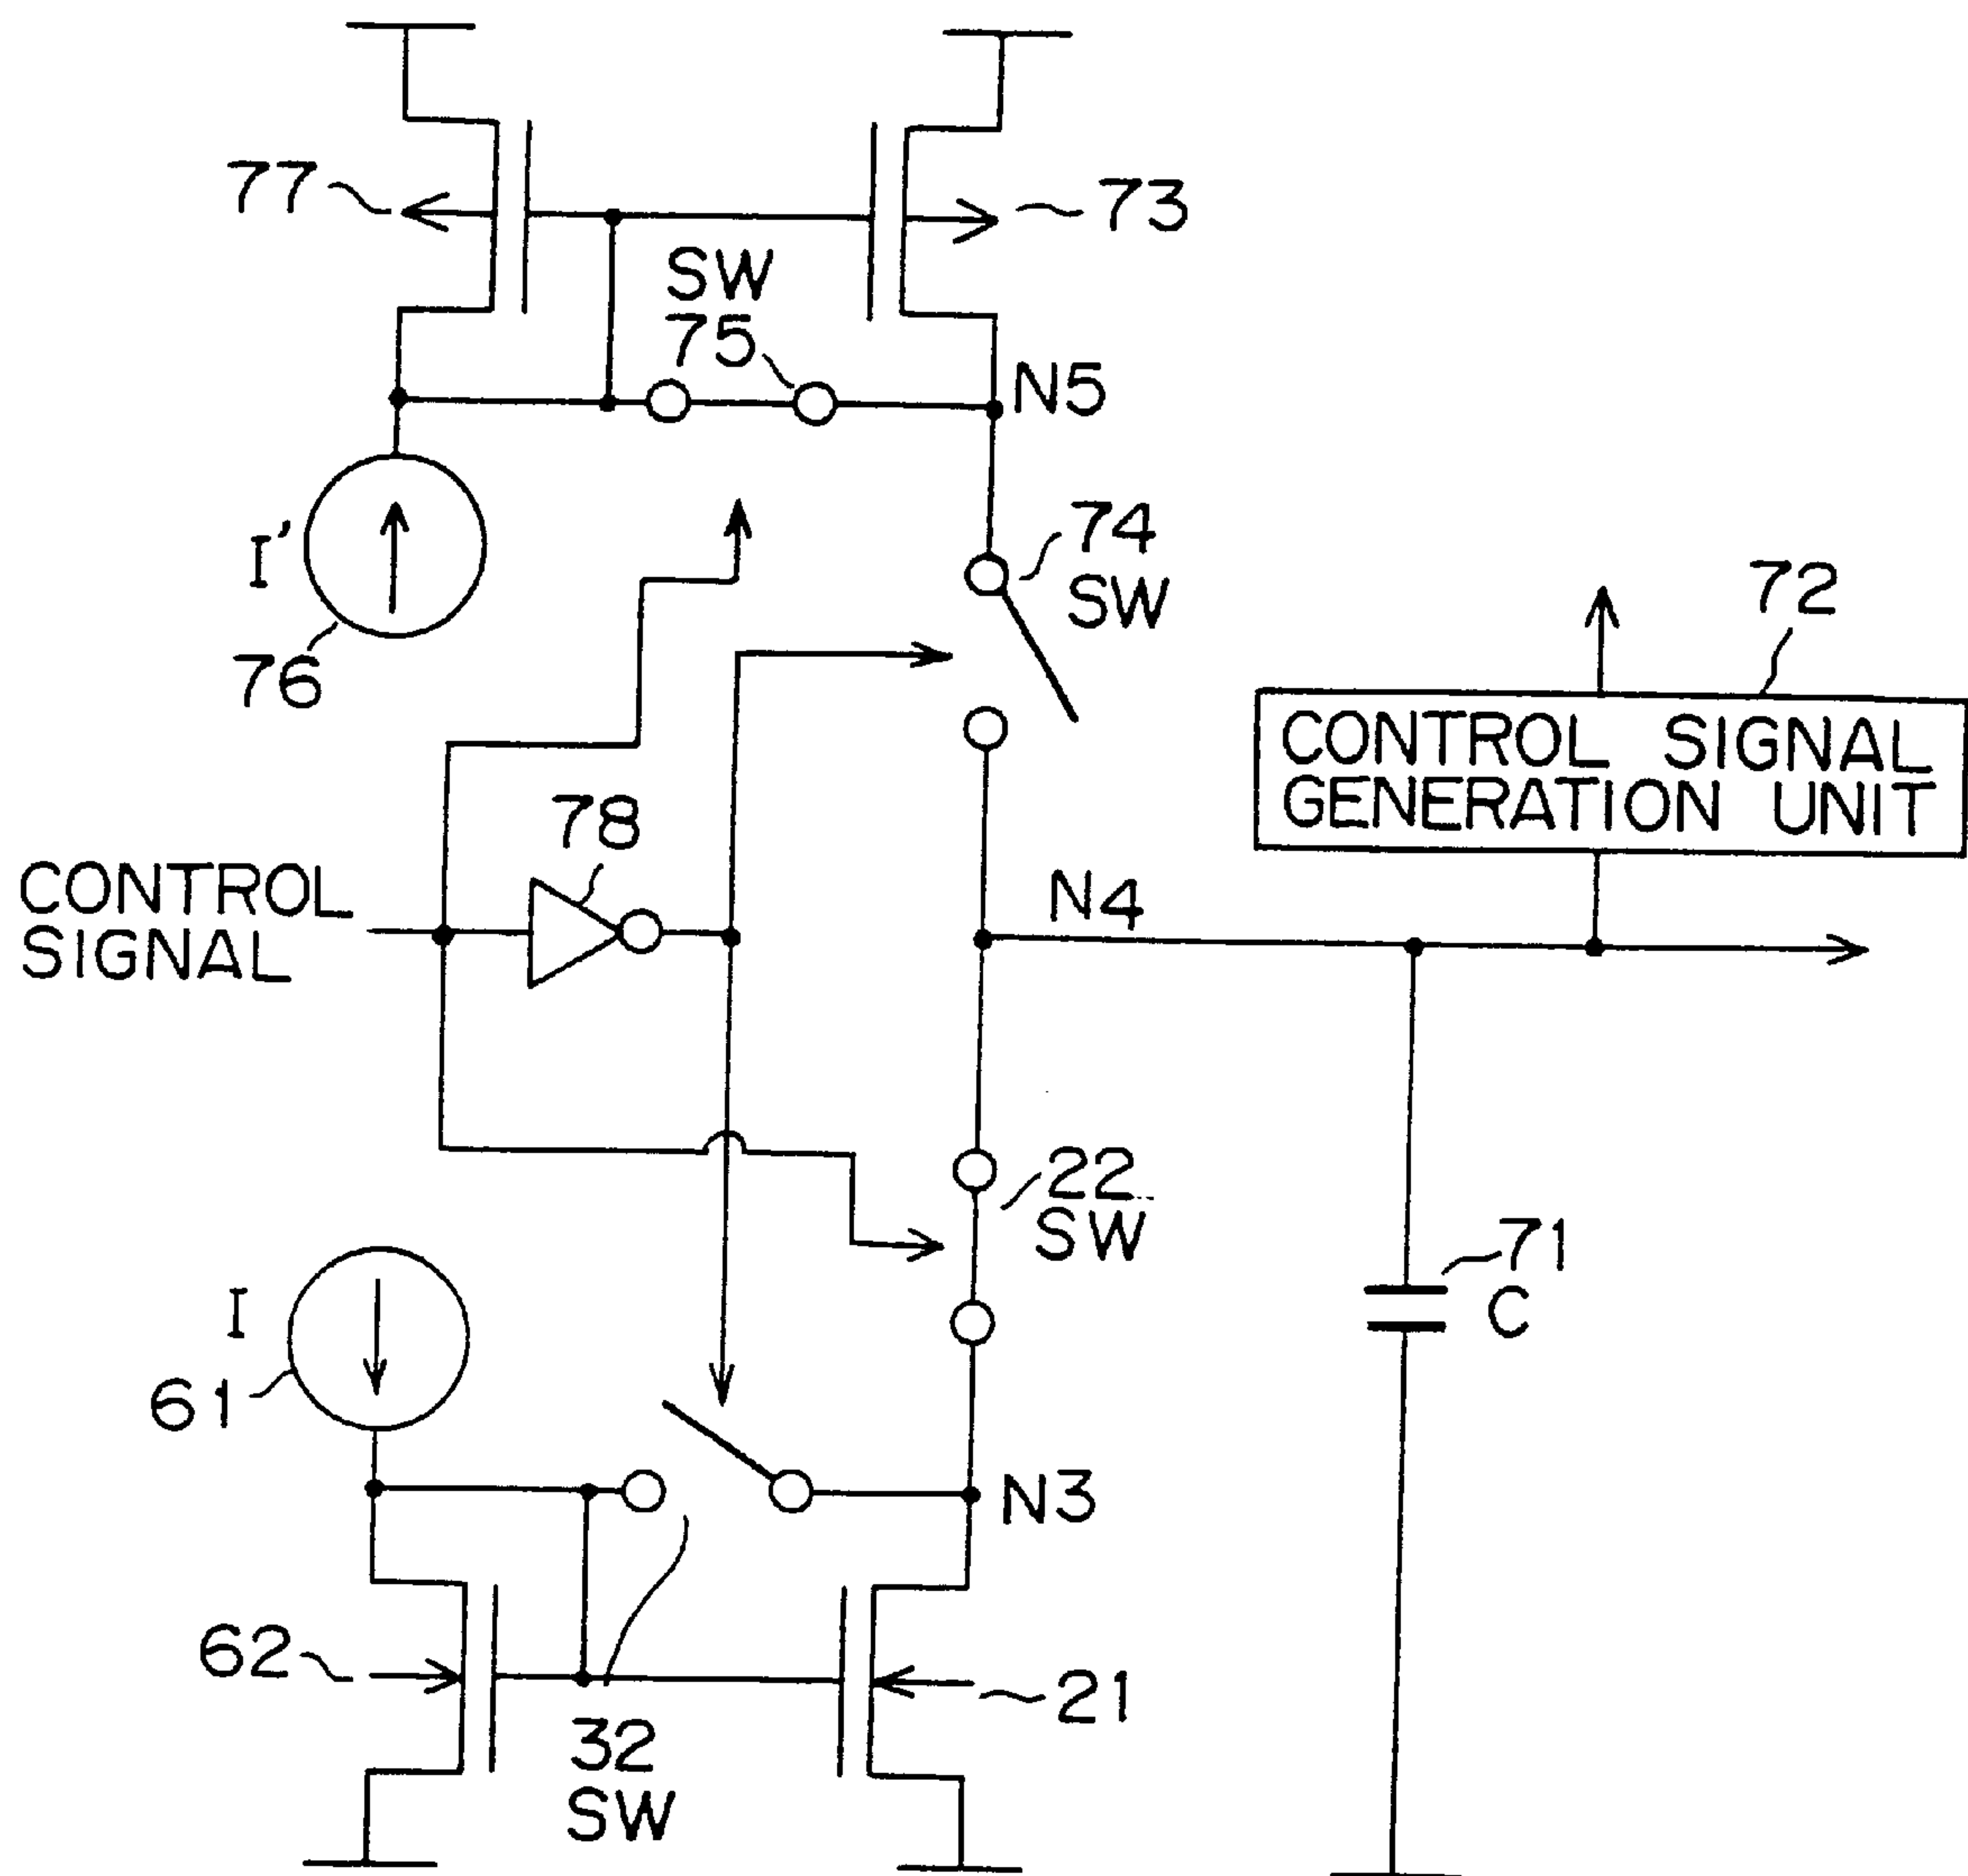 77
73
SW
75
N5
I'
76
74
SW
72
CONTROL SIGNAL
GENERATION UNIT
78
CONTROL
SIGNAL
N4
22
SW
71
C
I
61
N3
62
21
32
SW